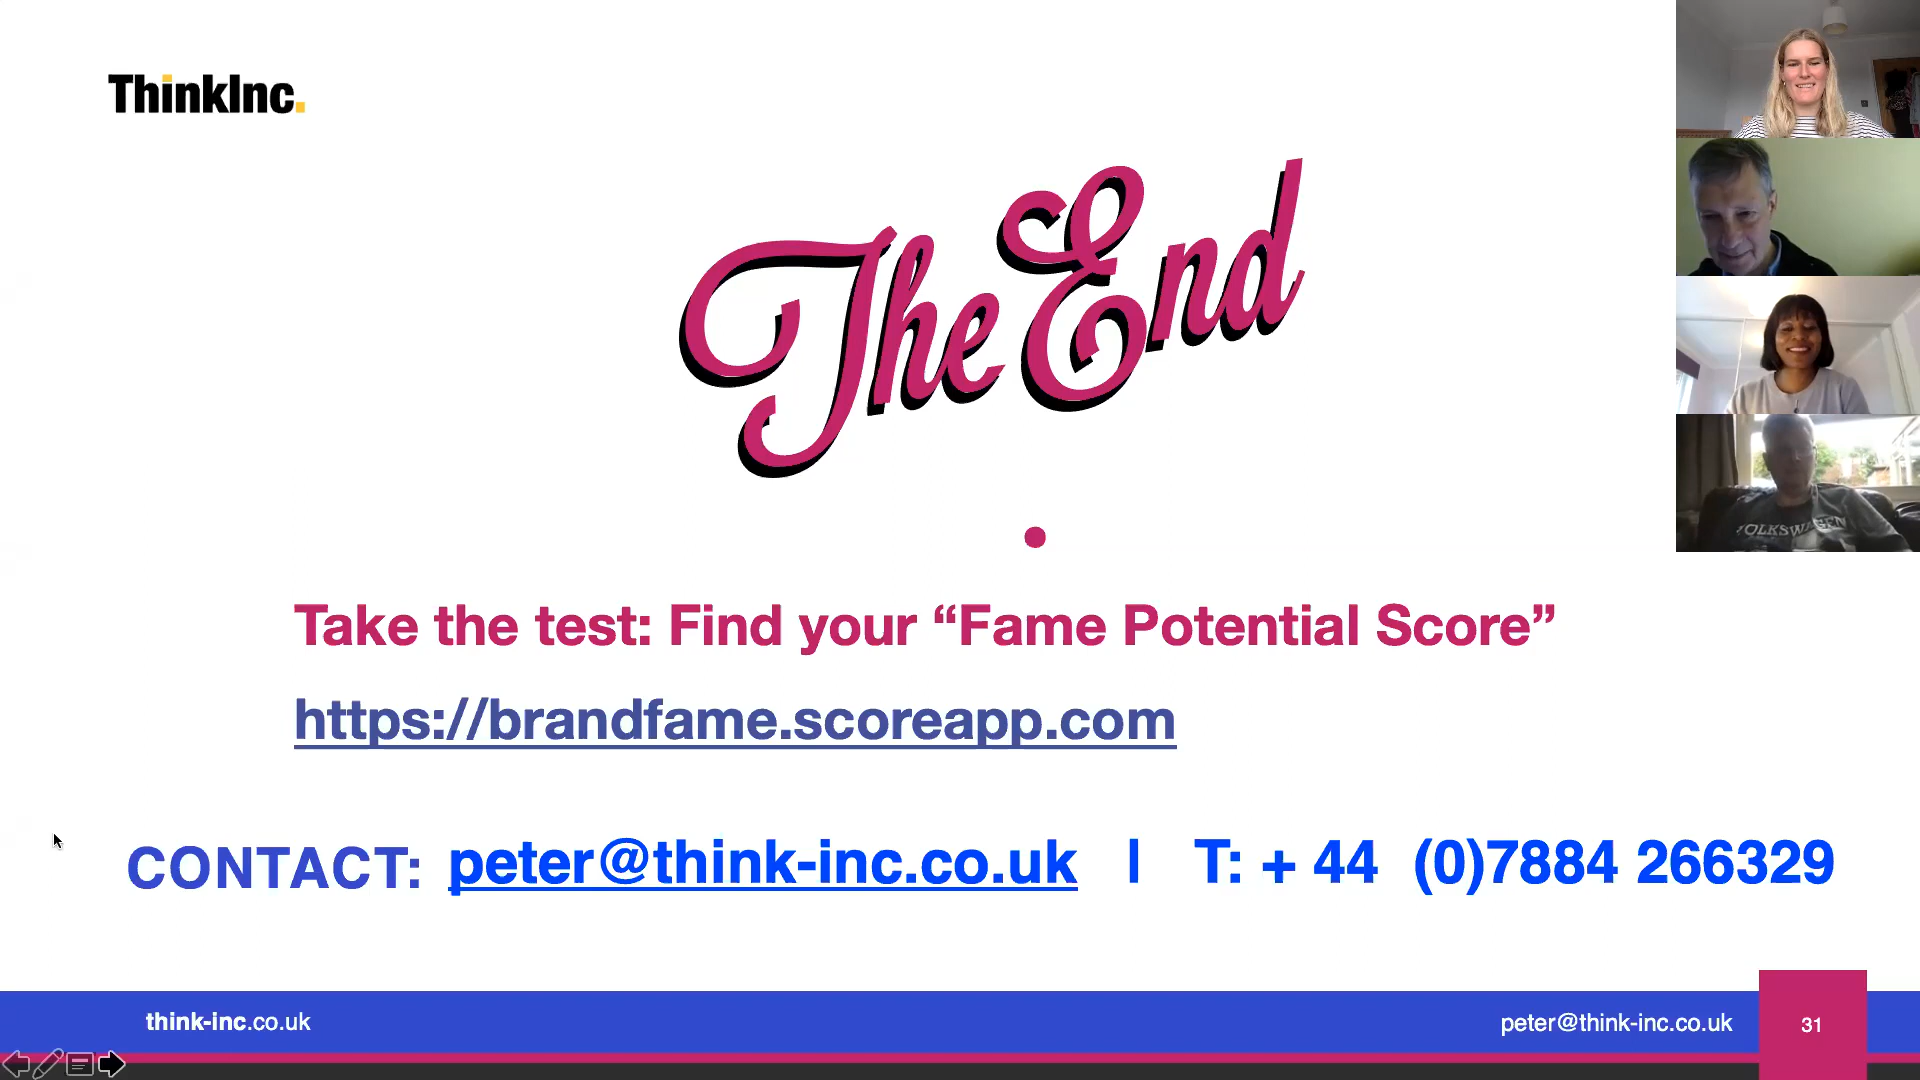 ThinkInc.
The End
Take the test: Find your “Fame Potential Score”
https://brandfame.scoreapp.com
CONTACT: peter@think-inc.co.uk | T: + 44 (0)7884 266329
VOLKSWAGEN
think-inc.co.uk
peter@think-inc.co.uk
31